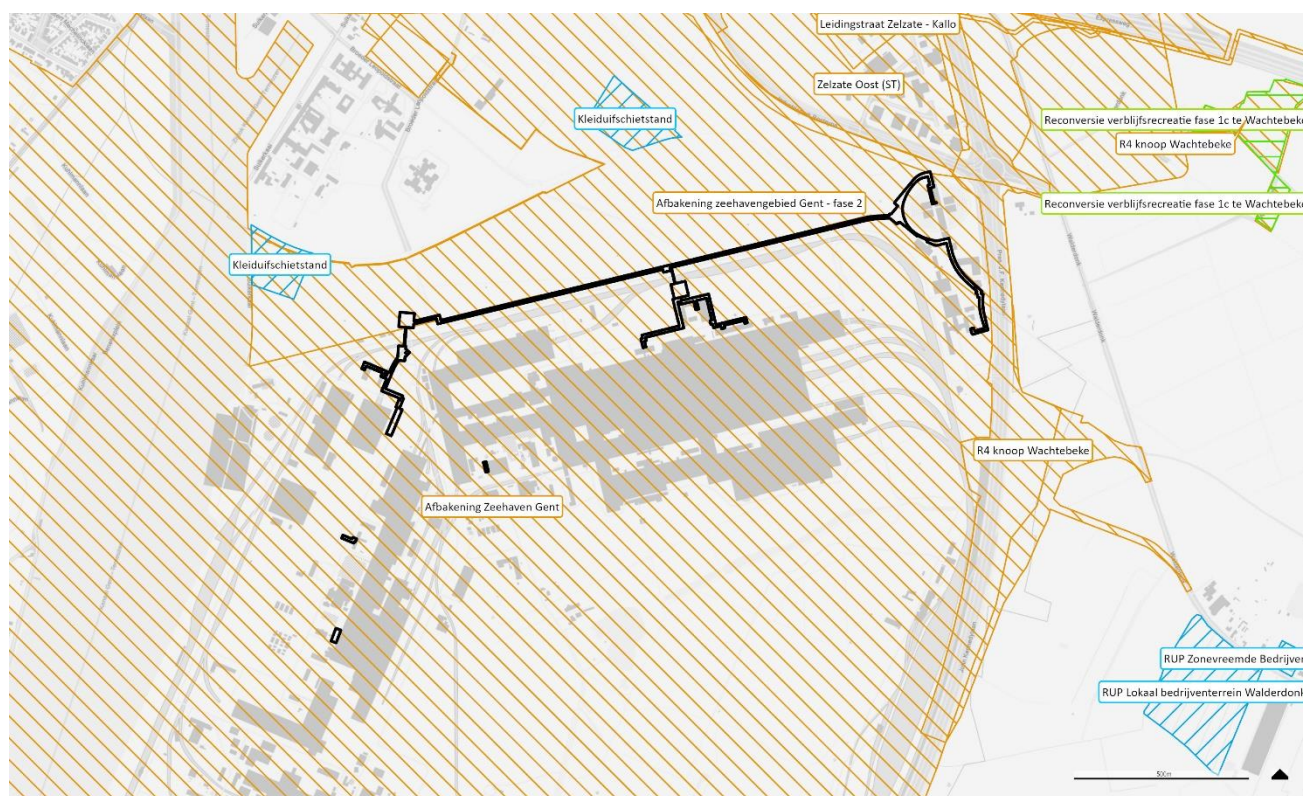 Leidingstraat Zelzate - Kallo
Zelzate Oost (ST)
Kleiduifschietstand
Reconversie verblijfsrecreatie fase 1c te Wachtebeke
R4 knoop Wachtebeke
Afbakening zeehavengebied Gent - fase 2
Reconversie verblijfsrecreatie fase 1c te Wachtebeke
Kleiduifschietstand
Walderdonk
R4 knoop Wachtebeke
Afbakening Zeehaven Gent
RUP Zonevreemde Bedrijven
RUP Lokaal bedrijventerrein Walderdonk
500m